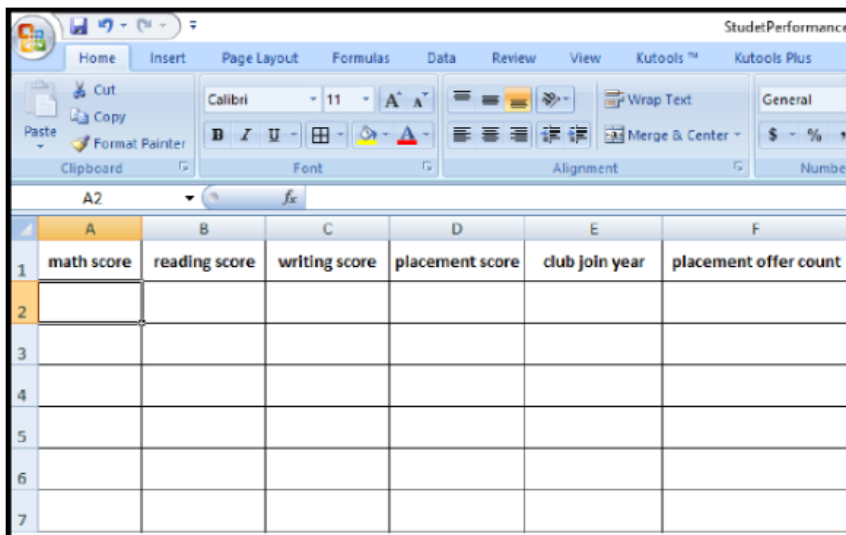 StudetPerformance
Home Insert Page Layout Formulas Data Review View Kutools ™ Kutools Plus
Cut
Copy
Paste
Format Painter
Clipboard
Calibri 11 A A
B I U A
Font
Wrap Text
Merge & Center
Alignment
General
$ %
Numbe
A2 fx
A B C D E F
1 math score reading score writing score placement score club join year placement offer count
2
3
4
5
6
7